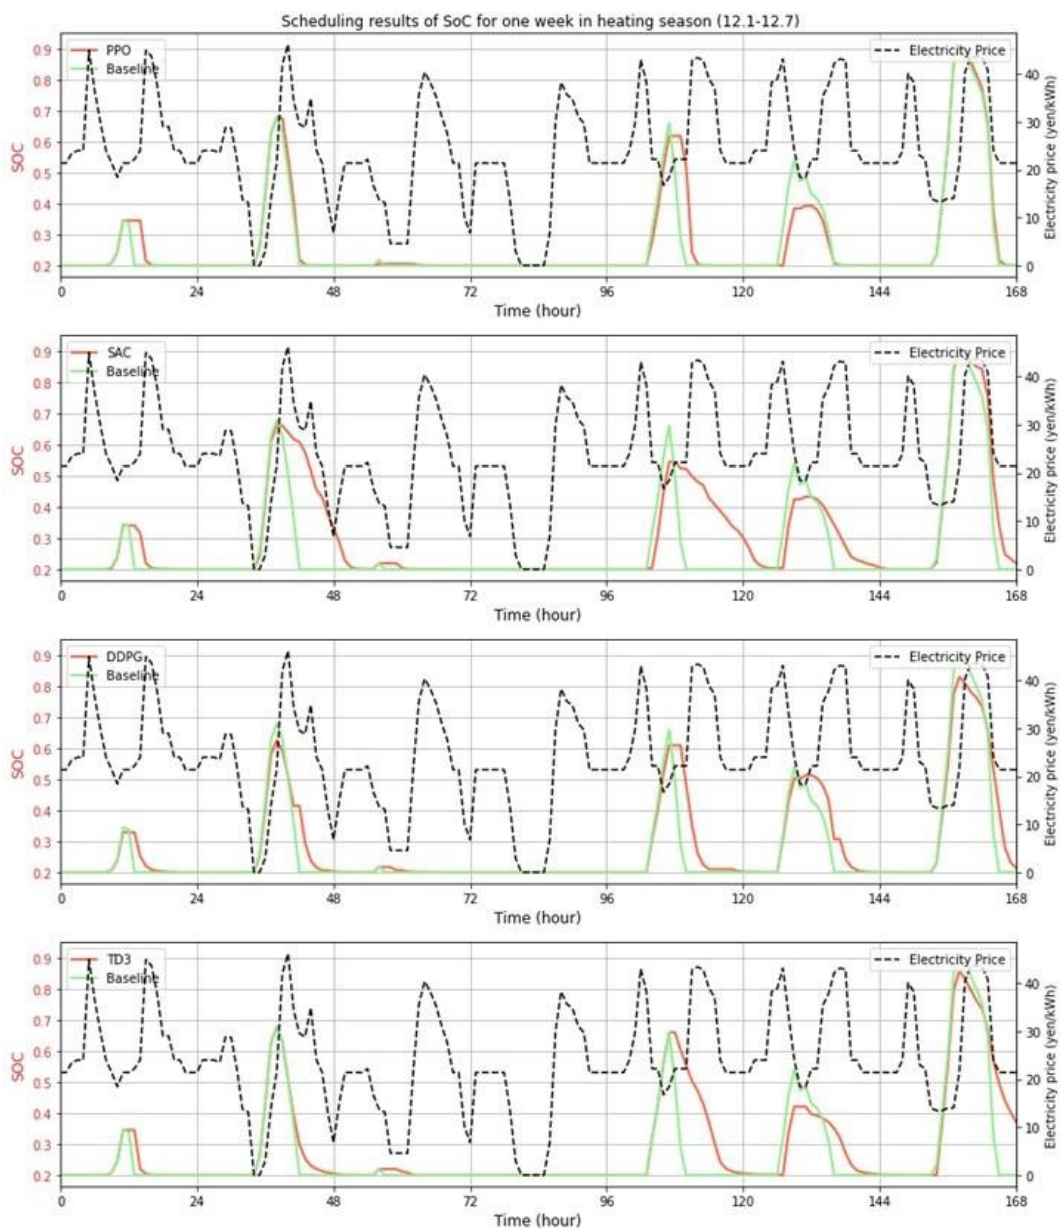 Scheduling results of SoC for one week in heating season (12.1-12.7)
PPO
Baseline
Electricity Price
0.9
0.8
0.7
0.6
0.5
0.4
0.3
0.2
SOC
40
30
20
10
0
Electricity price (yen/kWh)
0 24 48 72 96 120 144 168
Time (hour)
SAC
Baseline
Electricity Price
0.9
0.8
0.7
0.6
0.5
0.4
0.3
0.2
SOC
40
30
20
10
0
Electricity price (yen/kWh)
0 24 48 72 96 120 144 168
Time (hour)
DDPG
Baseline
Electricity Price
0.9
0.8
0.7
0.6
0.5
0.4
0.3
0.2
SOC
40
30
20
10
0
Electricity price (yen/kWh)
0 24 48 72 96 120 144 168
Time (hour)
TD3
Baseline
Electricity Price
0.9
0.8
0.7
0.6
0.5
0.4
0.3
0.2
SOC
40
30
20
10
0
Electricity price (yen/kWh)
0 24 48 72 96 120 144 168
Time (hour)